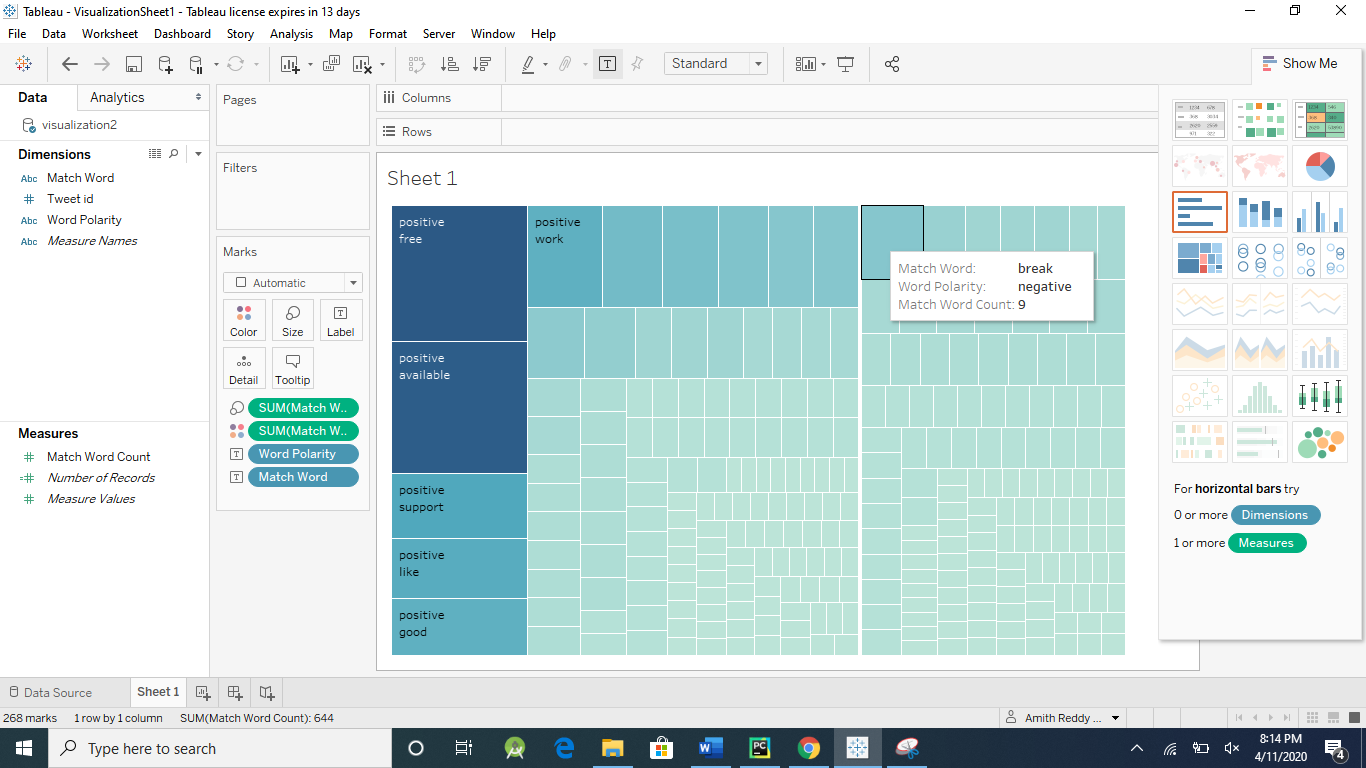 Tableau - VisualizationSheet1 - Tableau license expires in 13 days
File Data Worksheet Dashboard Story Analysis Map Format Server Window Help
Standard
Show Me
Data Analytics
visualization2
Dimensions
Abc Match Word
Tweet id
Abc Word Polarity
Abc Measure Names
Measures
Match Word Count
Number of Records
Measure Values
Pages
Filters
Marks
Automatic
Color Size Label
Detail Tooltip
SUM(Match W..
SUM(Match W..
Word Polarity
Match Word
Columns
Rows
Sheet 1
positive
free
positive
available
positive
support
positive
like
positive
good
positive
work
Match Word: break
Word Polarity: negative
Match Word Count: 9
For horizontal bars try
0 or more Dimensions
1 or more Measures
Data Source Sheet 1
268 marks 1 row by 1 column SUM(Match Word Count): 644
Amith Reddy ...
Type here to search
8:14 PM
4/11/2020
4